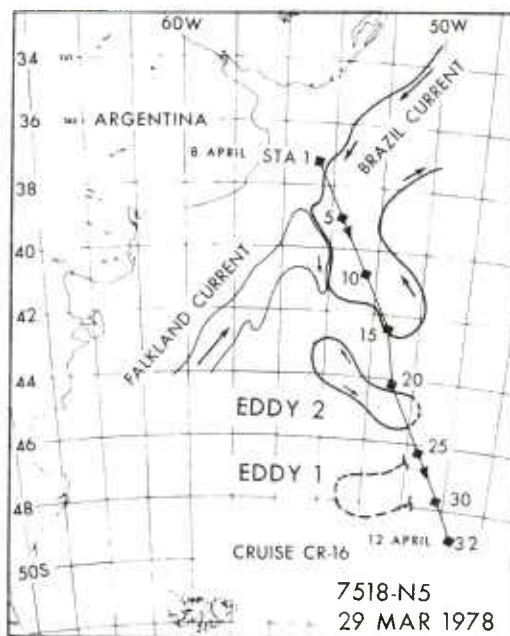 60W
50W
34
36
ARGENTINA
8 APRIL
STA 1
BRAZIL CURRENT
38
5
40
10
FALKLAND CURRENT
42
15
44
20
EDDY 2
46
25
EDDY 1
48
30
12 APRIL
32
CRUISE CR-16
50S
7518-N5
29 MAR 1978